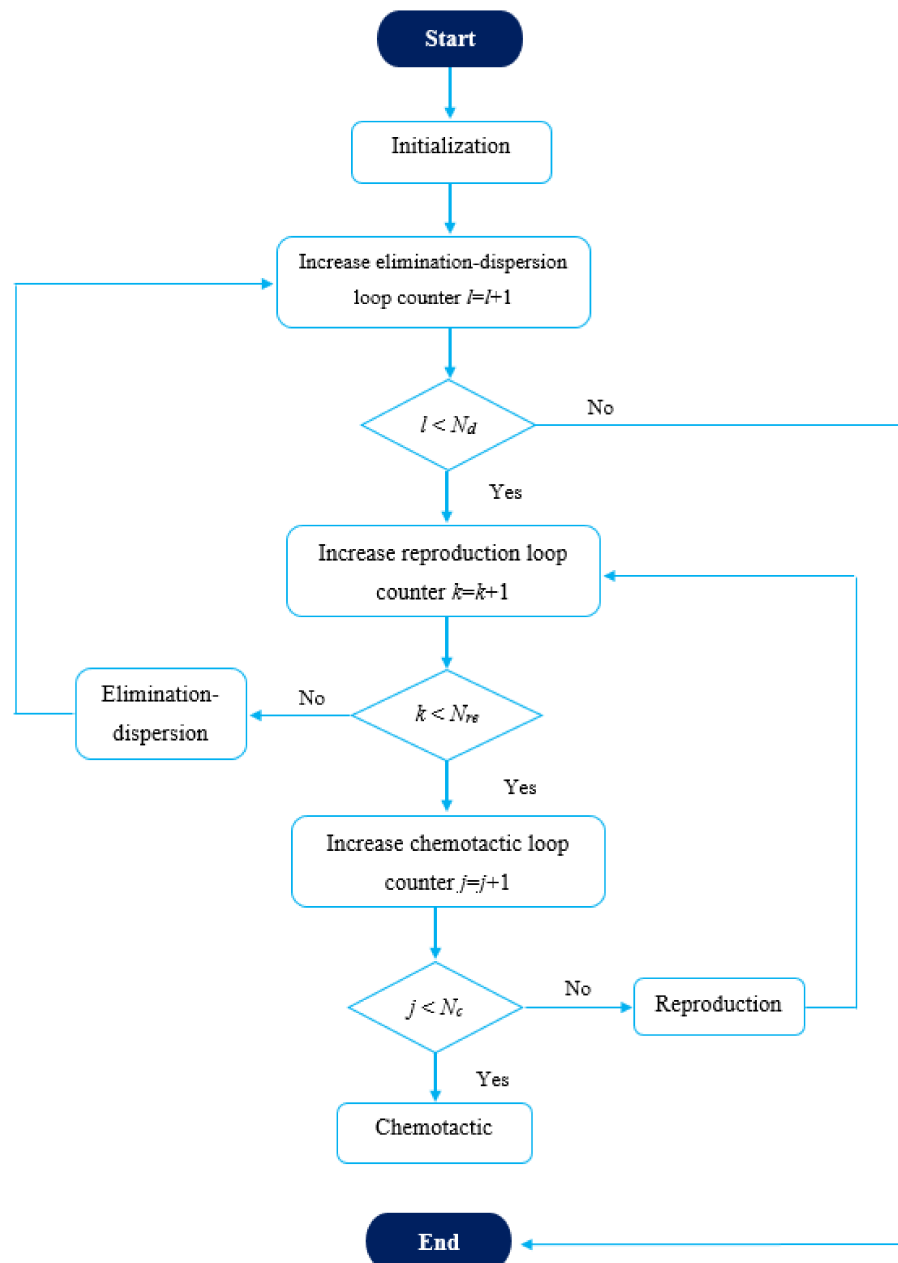 Start
Initialization
Increase elimination-dispersion
loop counter l=l+1
l < Nd
No
Yes
Increase reproduction loop
counter k=k+1
Elimination-
dispersion
No
k < Nre
Yes
Increase chemotactic loop
counter j=j+1
j < Nc
No
Reproduction
Yes
Chemotactic
End